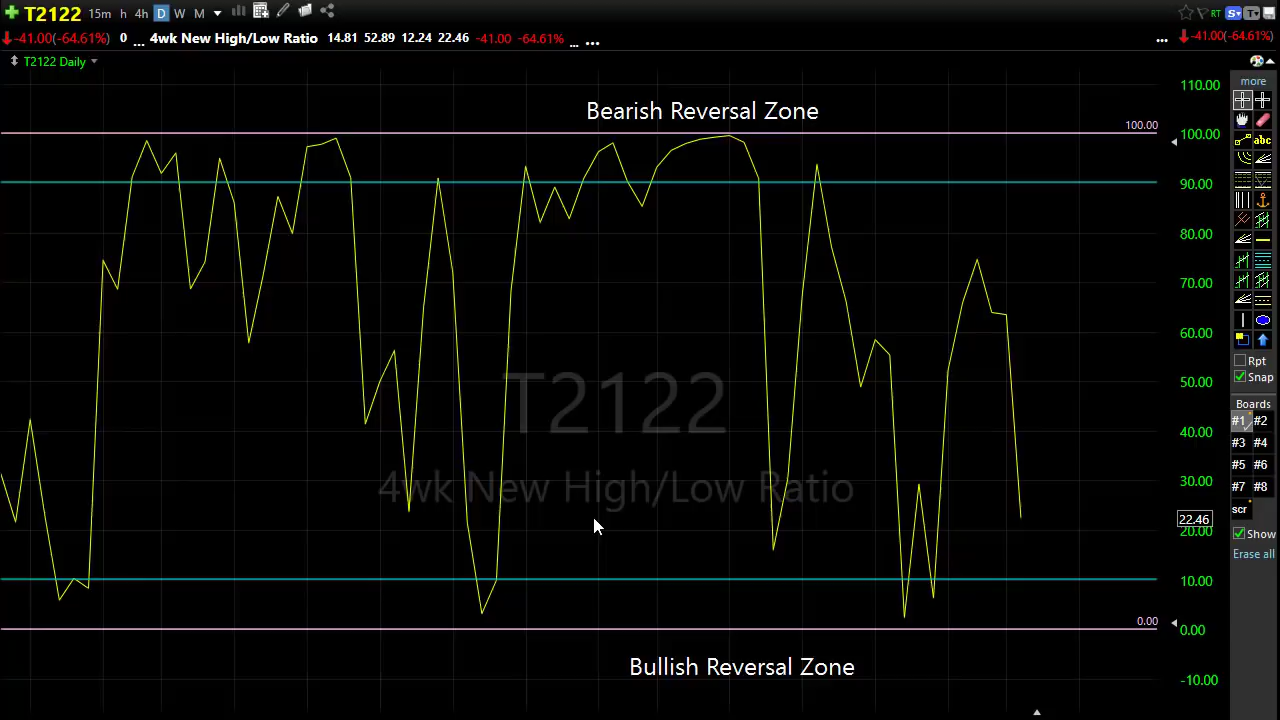 T2122 15m h 4h D W M RT S T
-41.00(-64.61%) 0 ... 4wk New High/Low Ratio 14.81 52.89 12.24 22.46 -41.00 -64.61% ... ... ... -41.00(-64.61%)
T2122 Daily
more
110.00
Bearish Reversal Zone
100.00
100.00
abc
90.00
80.00
70.00
60.00
50.00
40.00
30.00
20.00
10.00
0.00
0.00
-10.00
22.46
T2122
4wk New High/Low Ratio
Bullish Reversal Zone
Rpt
Snap
Boards
#1 #2
#3 #4
#5 #6
#7 #8
scr
Show
Erase all